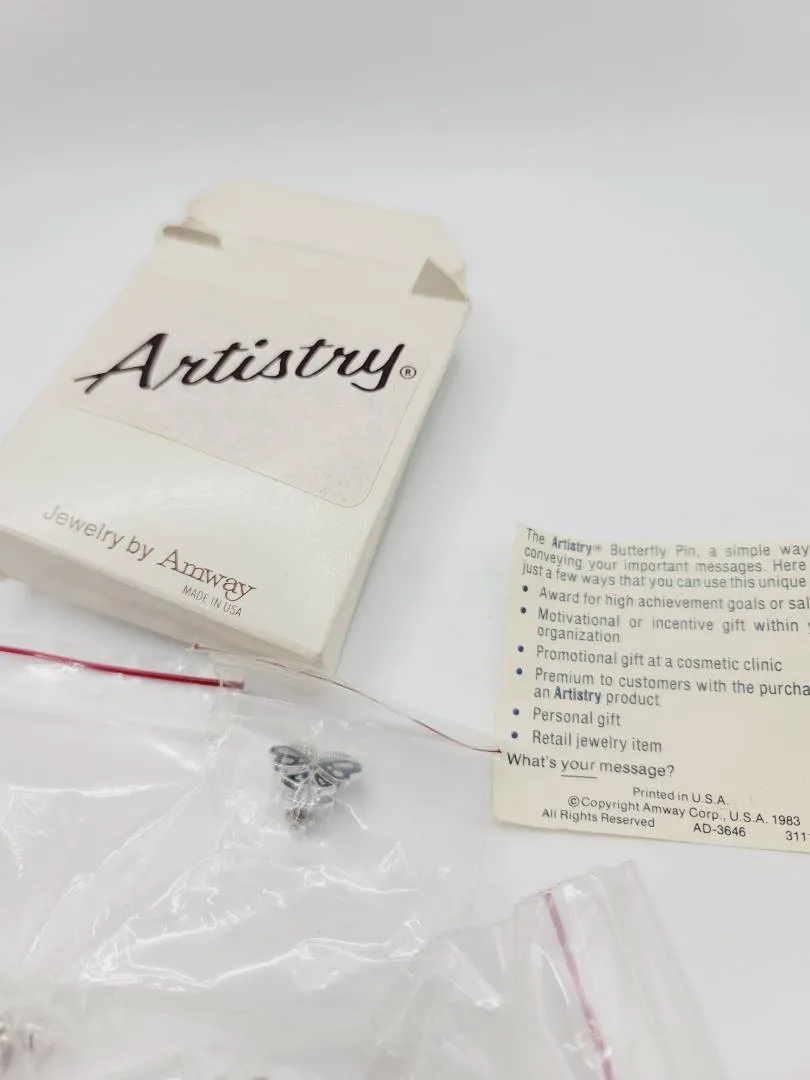 Artistry®
Jewelry by Amway
MADE IN USA
The Artistry® Butterfly Pin, a simple way
conveying your important messages. Here
just a few ways that you can use this unique
• Award for high achievement goals or sal
• Motivational or incentive gift within y
organization
• Promotional gift at a cosmetic clinic
• Premium to customers with the purcha
an Artistry product
• Personal gift
• Retail jewelry item
What's your message?
Printed in U.S.A.
©Copyright Amway Corp., U.S.A. 1983
All Rights Reserved AD-3646 311